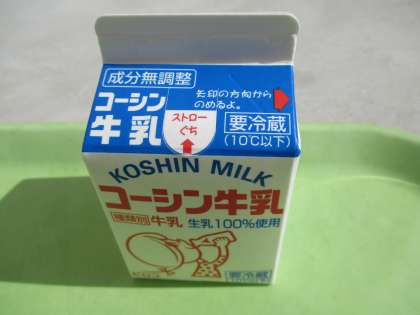 成分無調整
コーシン
牛乳
矢印の方向から
のめるよ。
ストロー
ぐち
要冷蔵
(10℃以下)
KOSHIN MILK
コーシン牛乳
種類別 牛乳 生乳100%使用
要冷蔵